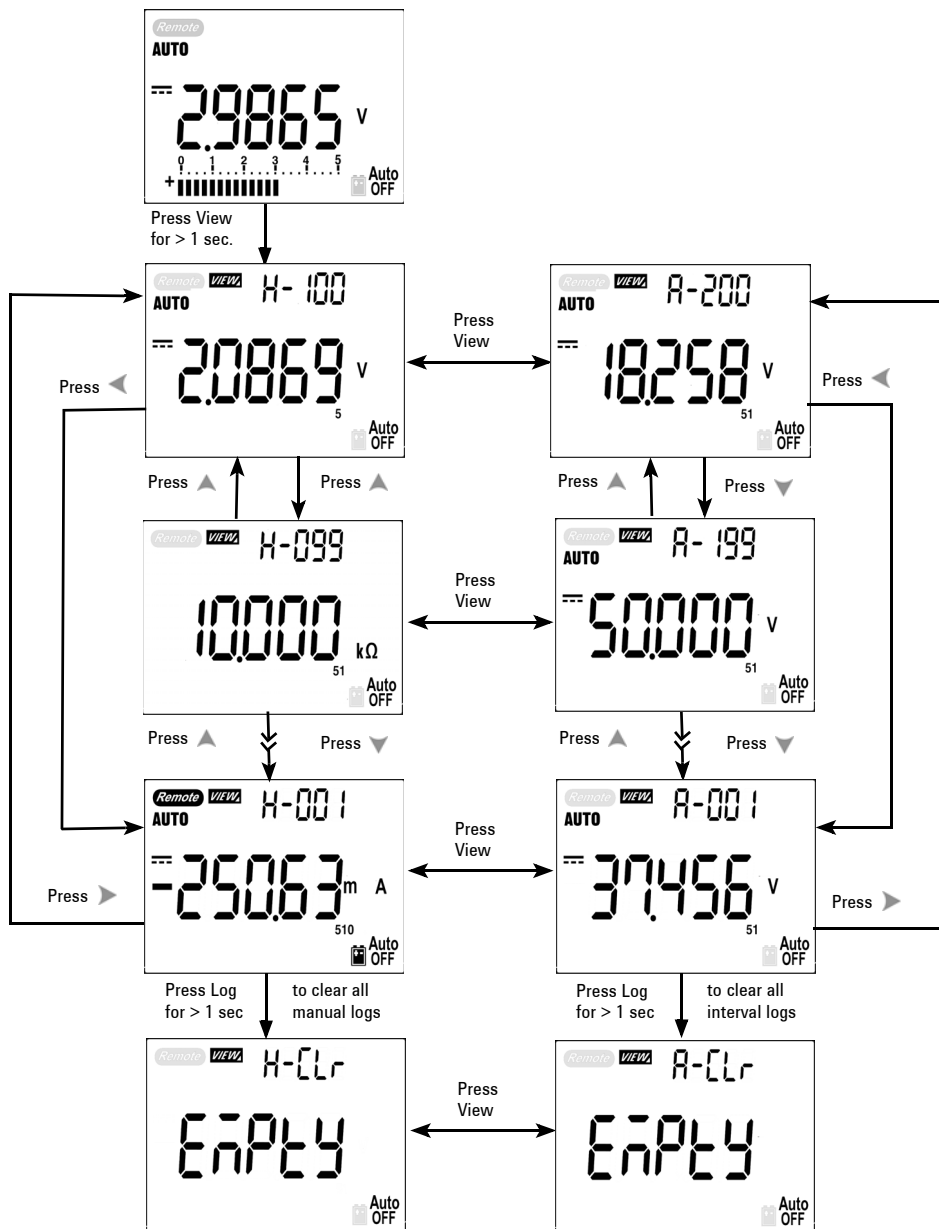 Remote
AUTO
2.9865 V
0 1 2 3 4 5
+
Auto
OFF
Press View
for > 1 sec.
Remote VIEW H-100
AUTO
2.0869 V
5
Auto
OFF
Press
View
Remote VIEW A-200
AUTO
18.258 V
51
Auto
OFF
Press
Press
Press
Press
Press
Press
Remote VIEW H-099
10.000 kΩ
51
Auto
OFF
Press
View
Remote VIEW A-199
AUTO
50.000 V
51
Auto
OFF
Press
Press
Press
Press
Remote VIEW H-001
AUTO
-250.63 m A
510
Auto
OFF
Press
View
Remote VIEW A-001
AUTO
37.456 V
51
Auto
OFF
Press
Press
Press Log
for > 1 sec
to clear all
manual logs
Press Log
for > 1 sec
to clear all
interval logs
Remote VIEW H-CLr
EmPtY
Auto
OFF
Press
View
Remote VIEW A-CLr
EmPtY
Auto
OFF